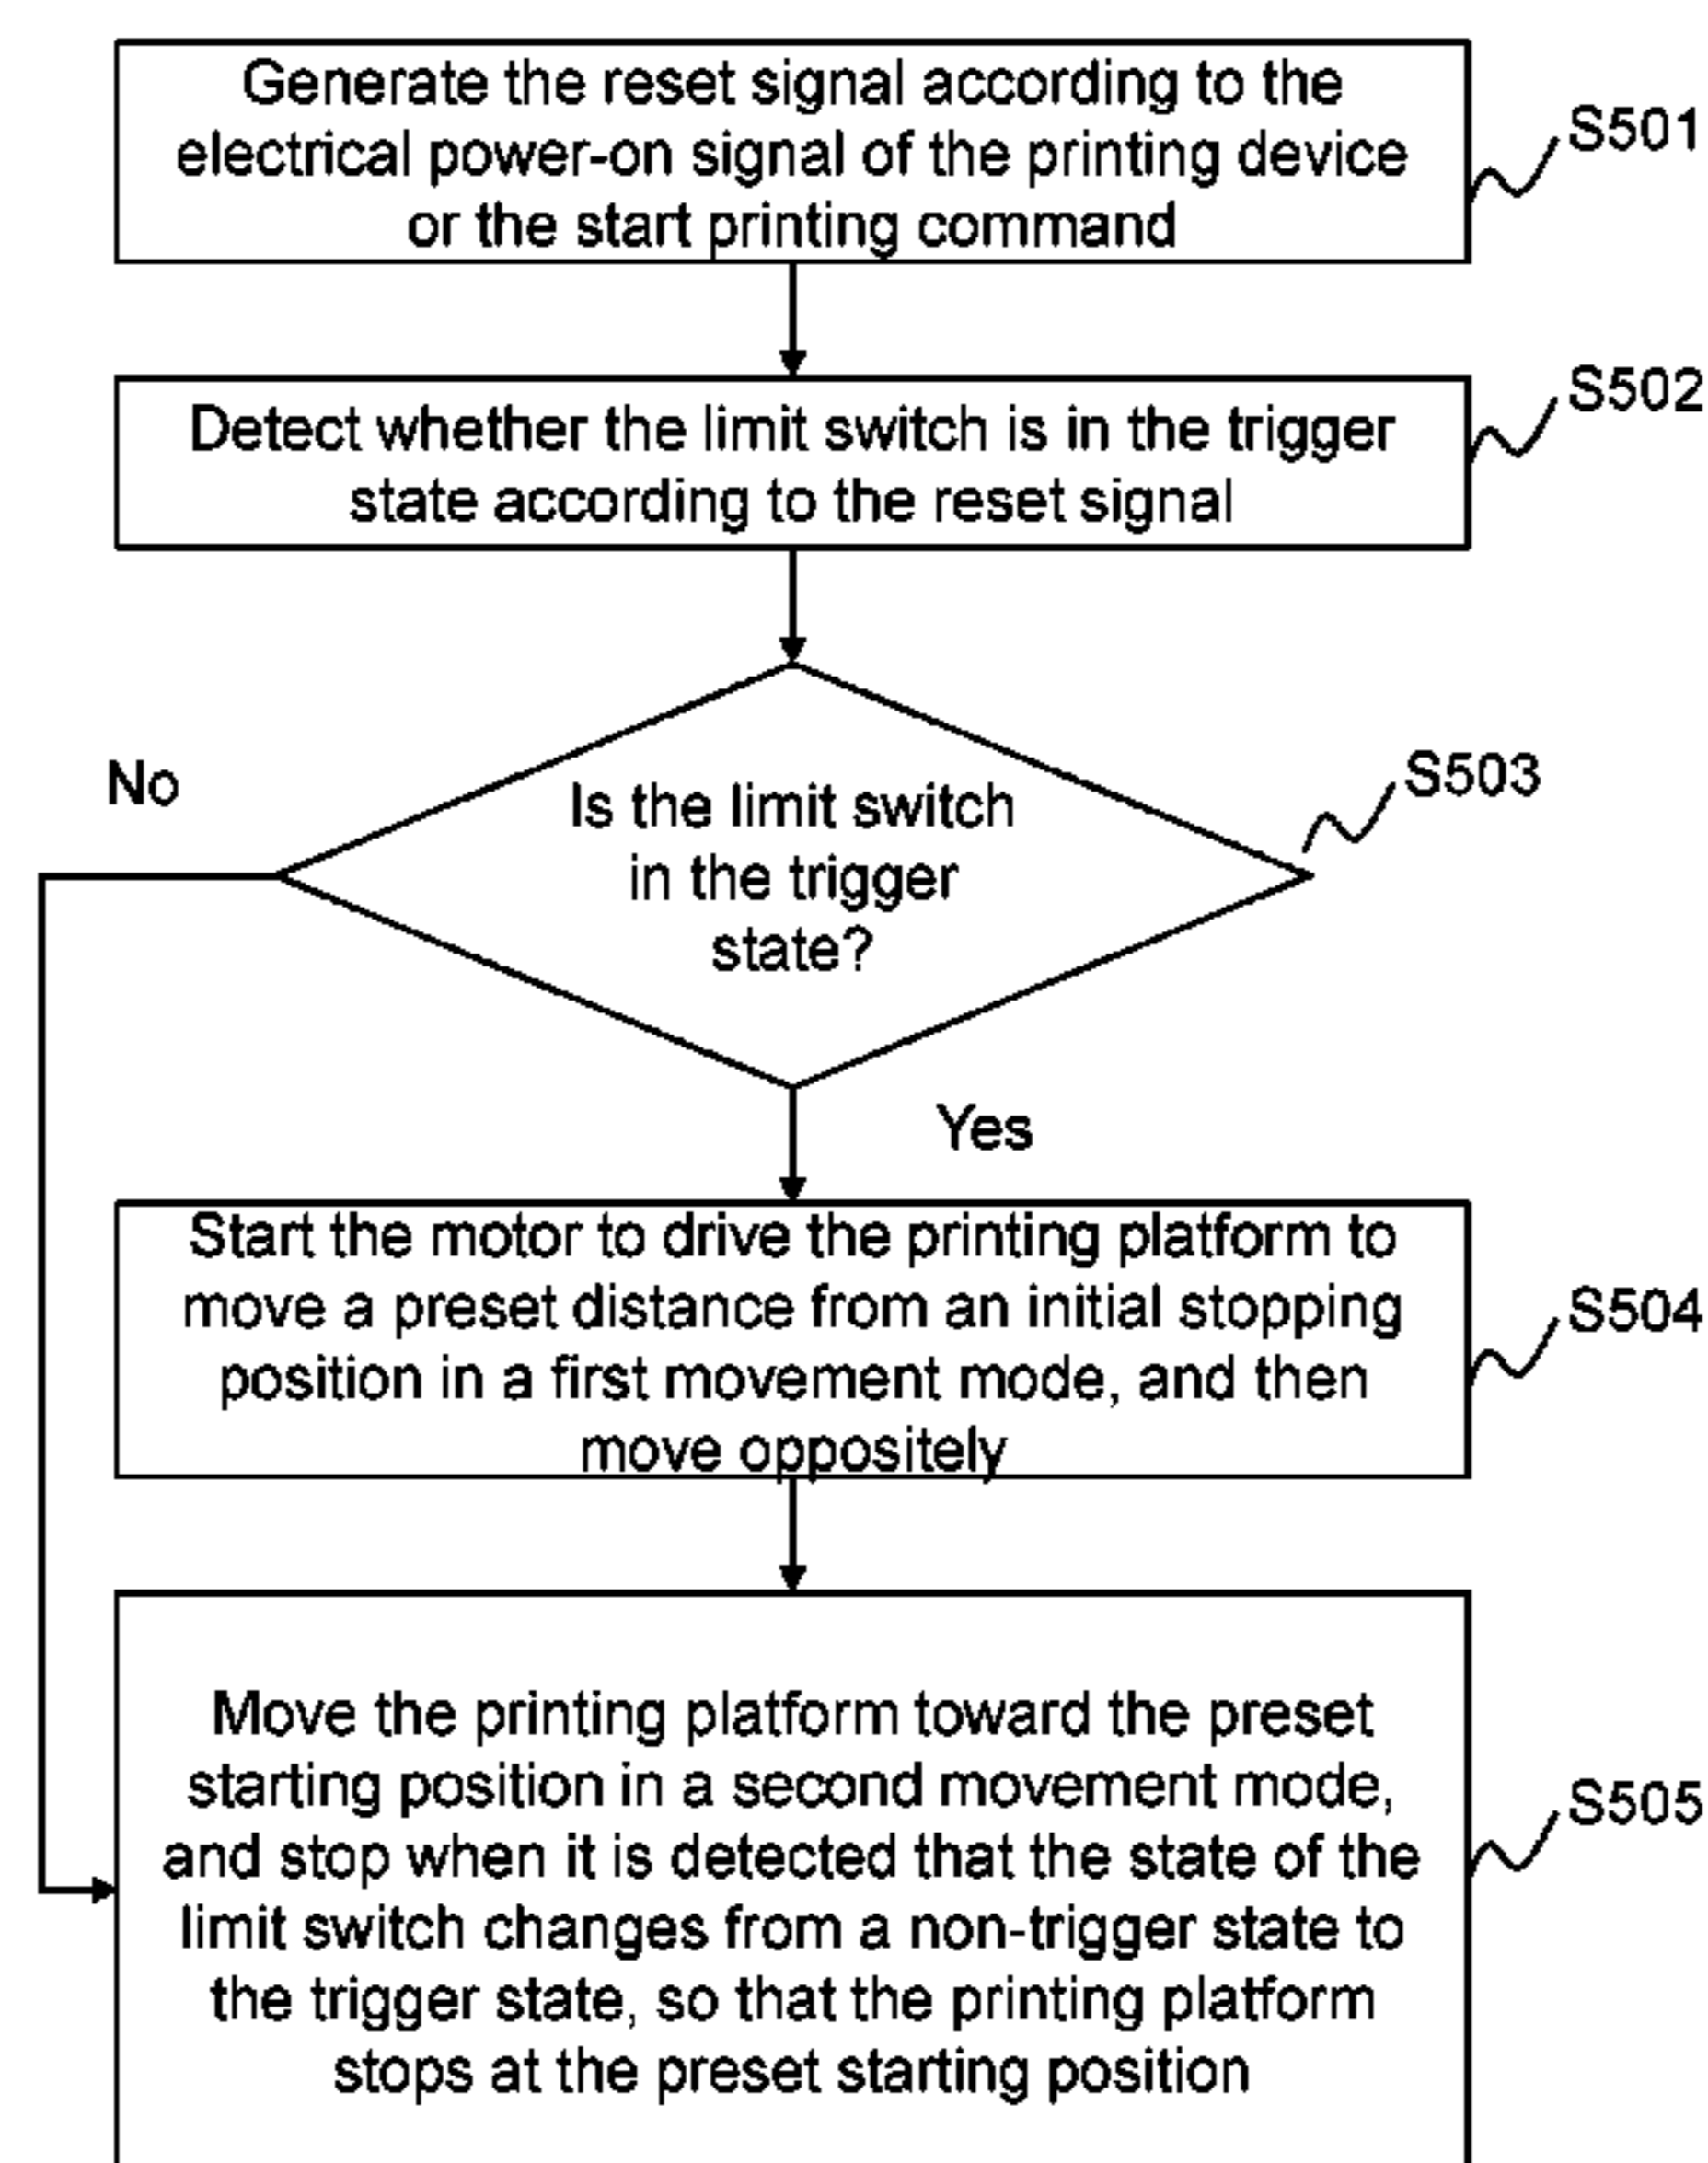 Generate the reset signal according to the
electrical power-on signal of the printing device
or the start printing command
S501
Detect whether the limit switch is in the trigger
state according to the reset signal
S502
No
Is the limit switch
in the trigger
state?
S503
Yes
Start the motor to drive the printing platform to
move a preset distance from an initial stopping
position in a first movement mode, and then
move oppositely
S504
Move the printing platform toward the preset
starting position in a second movement mode,
and stop when it is detected that the state of the
limit switch changes from a non-trigger state to
the trigger state, so that the printing platform
stops at the preset starting position
S505